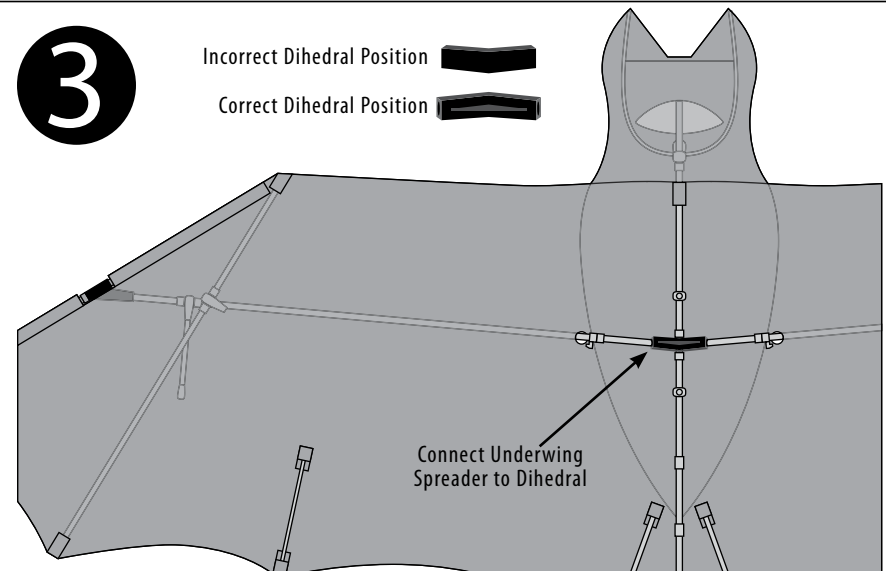 3
Incorrect Dihedral Position
Correct Dihedral Position
Connect Underwing
Spreader to Dihedral